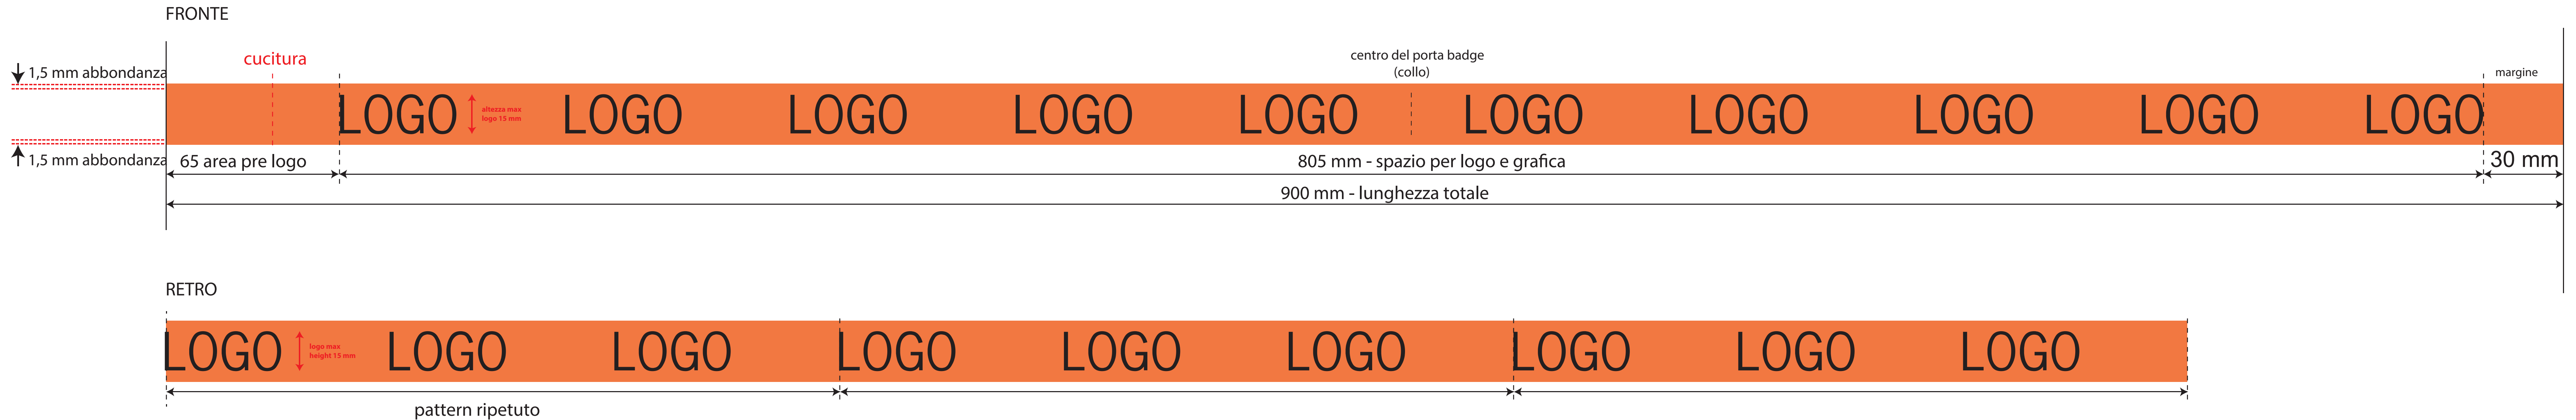 FRONTE
cucitura
centro del porta badge
(collo)
1,5 mm abbondanza
margine
LOGO LOGO LOGO LOGO LOGO LOGO LOGO LOGO LOGO LOGO
altezza max
logo 15 mm
1,5 mm abbondanza
65 area pre logo
805 mm - spazio per logo e grafica
30 mm
900 mm - lunghezza totale
RETRO
LOGO LOGO LOGO LOGO LOGO LOGO LOGO LOGO LOGO
logo max
height 15 mm
pattern ripetuto